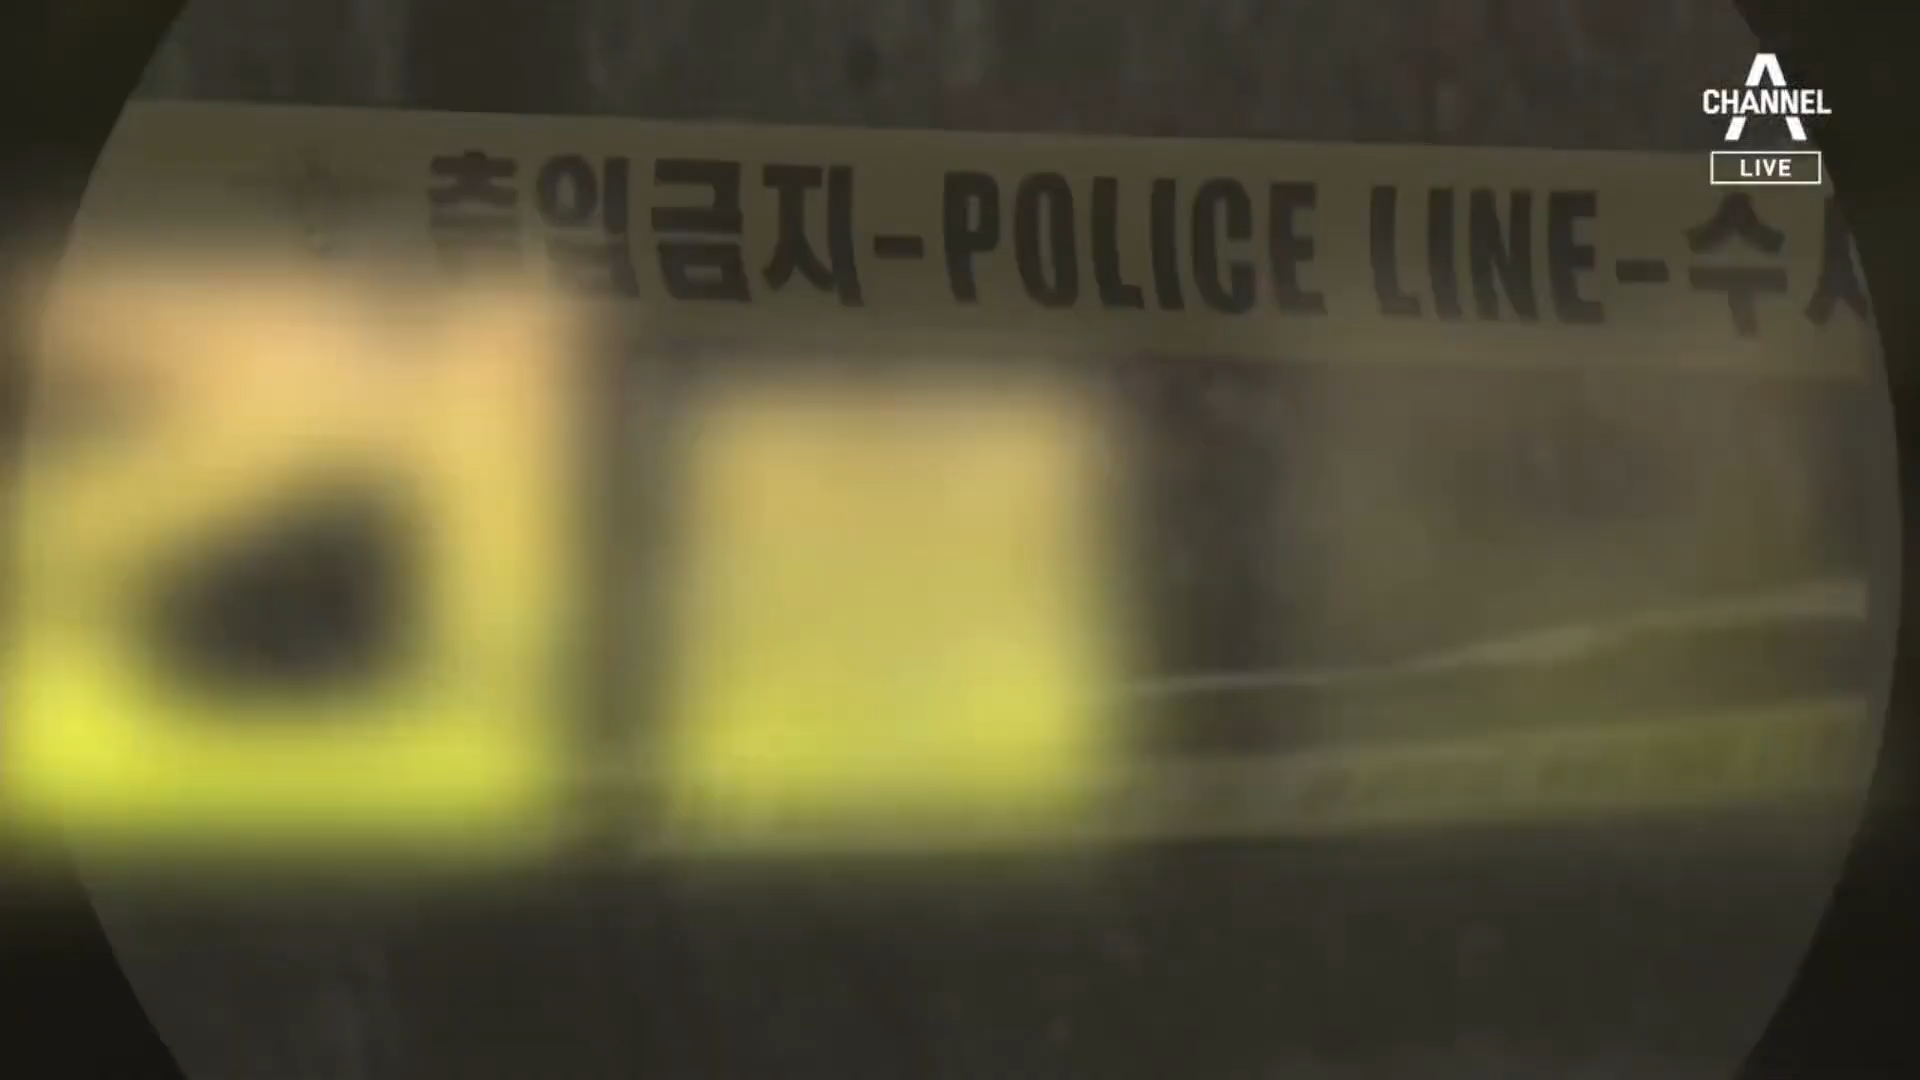 CHANNEL A
LIVE
출입금지-POLICE LINE-수